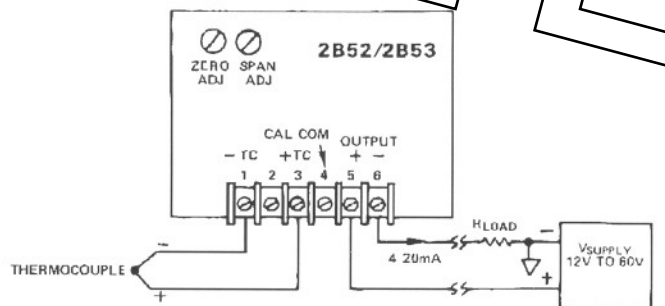 2B52/2B53
ZERO ADJ
SPAN ADJ
CAL COM
- TC
+TC
OUTPUT
+ -
1 2 3 4 5 6
THERMOCOUPLE
-
+
4 20mA
RLOAD
-
+
VSUPPLY
12V TO 60V